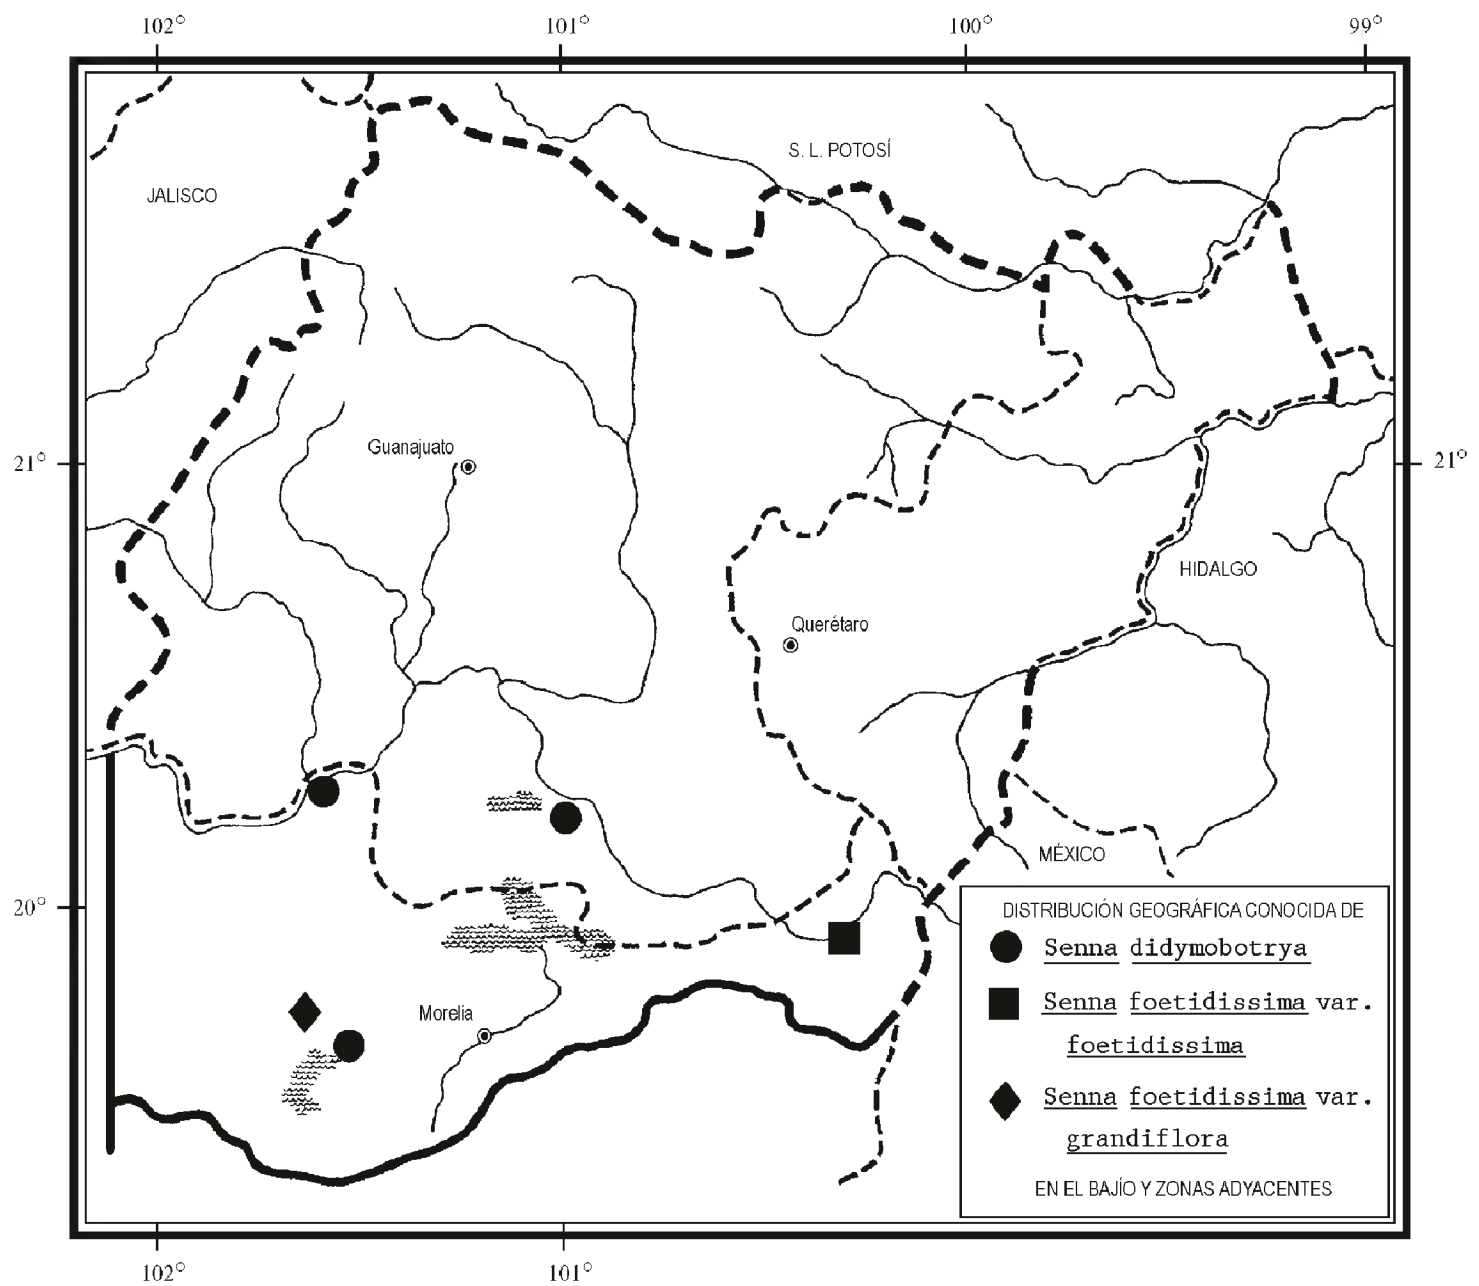 102° 101° 100° 99°
S. L. POTOSÍ
JALISCO
Guanajuato
21° 21°
HIDALGO
Querétaro
MÉXICO
20°
DISTRIBUCIÓN GEOGRÁFICA CONOCIDA DE
Senna didymobotrya
Senna foetidissima var.
foetidissima
Morelia
Senna foetidissima var.
grandiflora
EN EL BAJÍO Y ZONAS ADYACENTES
102° 101°